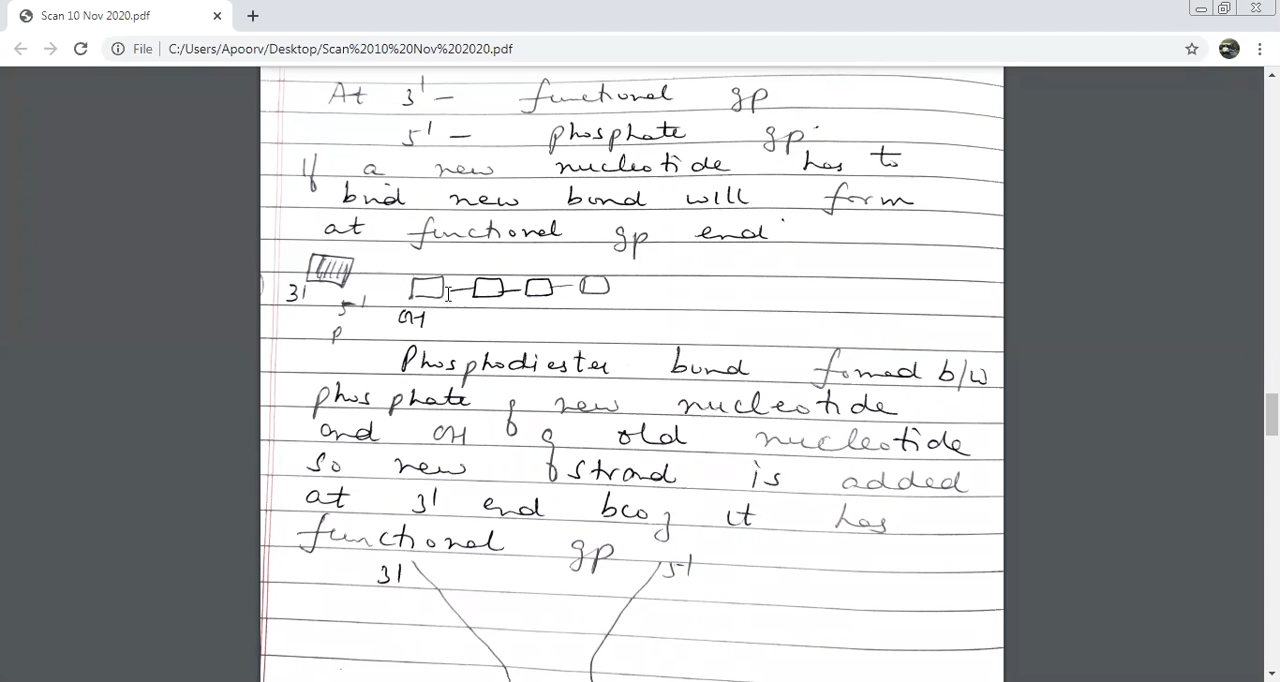 Scan 10 Nov 2020.pdf
File C:/Users/Apoorv/Desktop/Scan%2010%20Nov%202020.pdf
At 3' - functional gp
5' - phosphate gp
If a new nucleotide has to
bind new bond will form
at functional gp end
3'
5'
P
OH
Phosphodiester bond formed b/w
phosphate of new nucleotide
and OH of old nucleotide
so new strand is added
at 3' end bcoz it has
functional gp
3' 5'